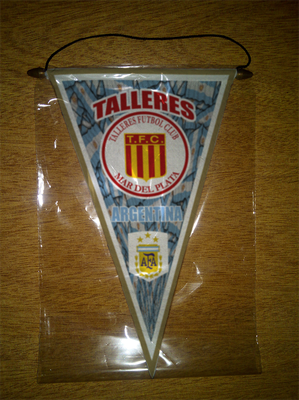 TALLERES
TALLERES FUTBOL CLUB
T.F.C.
MAR DEL PLATA
ARGENTINA
AFA